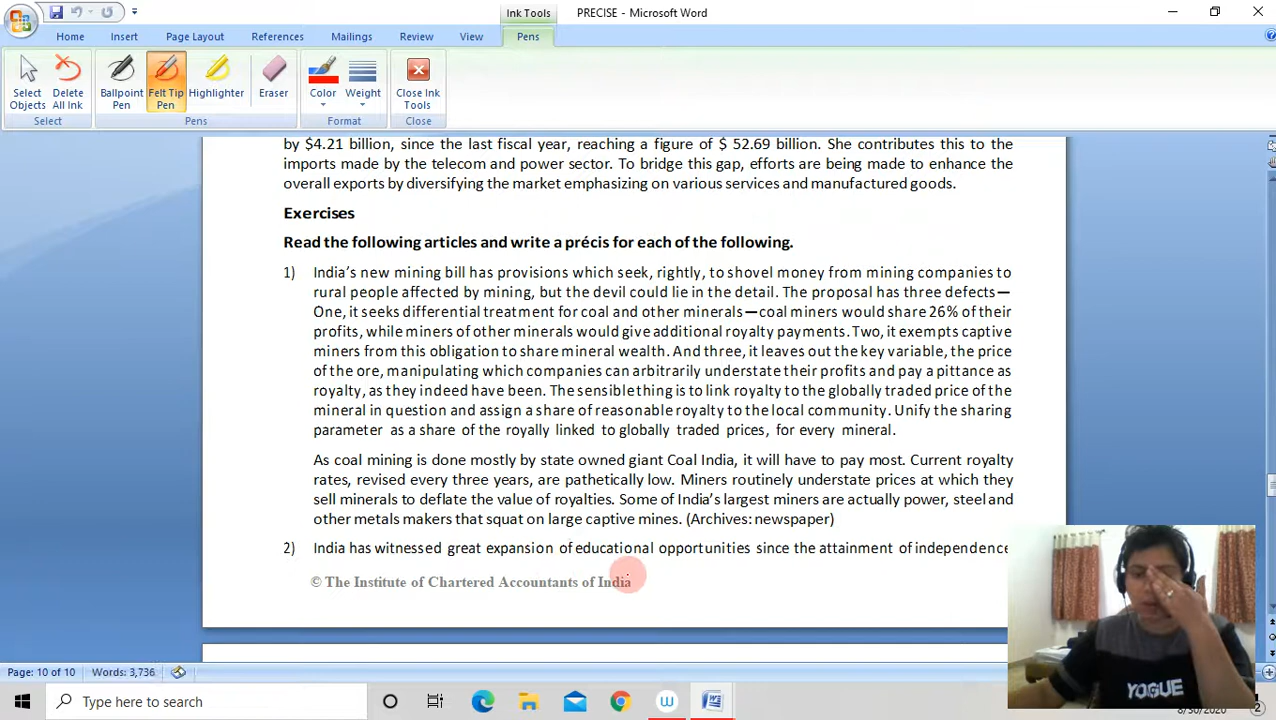 Ink Tools PRECISE - Microsoft Word
Home Insert Page Layout References Mailings Review View Pens
Select Objects Delete All Ink Ballpoint Pen Felt Tip Pen Highlighter Eraser Color Weight Close Ink Tools
Select Pens Format Close
by $4.21 billion, since the last fiscal year, reaching a figure of $ 52.69 billion. She contributes this to the
imports made by the telecom and power sector. To bridge this gap, efforts are being made to enhance the
overall exports by diversifying the market emphasizing on various services and manufactured goods.
Exercises
Read the following articles and write a précis for each of the following.
1) India's new mining bill has provisions which seek, rightly, to shovel money from mining companies to
rural people affected by mining, but the devil could lie in the detail. The proposal has three defects—
One, it seeks differential treatment for coal and other minerals—coal miners would share 26% of their
profits, while miners of other minerals would give additional royalty payments. Two, it exempts captive
miners from this obligation to share mineral wealth. And three, it leaves out the key variable, the price
of the ore, manipulating which companies can arbitrarily understate their profits and pay a pittance as
royalty, as they indeed have been. The sensible thing is to link royalty to the globally traded price of the
mineral in question and assign a share of reasonable royalty to the local community. Unify the sharing
parameter as a share of the royally linked to globally traded prices, for every mineral.
As coal mining is done mostly by state owned giant Coal India, it will have to pay most. Current royalty
rates, revised every three years, are pathetically low. Miners routinely understate prices at which they
sell minerals to deflate the value of royalties. Some of India's largest miners are actually power, steel and
other metals makers that squat on large captive mines. (Archives: newspaper)
2) India has witnessed great expansion of educational opportunities since the attainment of independence
© The Institute of Chartered Accountants of India
YOGUE
Page: 10 of 10 Words: 3,736
Type here to search
8/30/2020 2